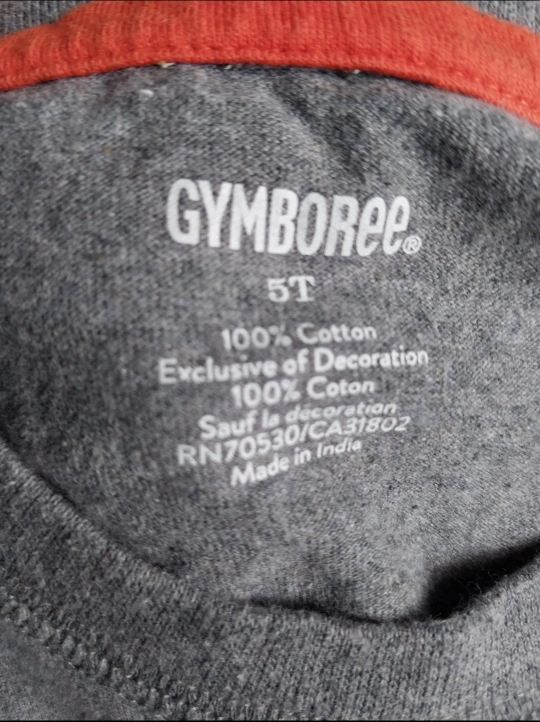 GYMBORee®
5T
100% Cotton
Exclusive of Decoration
100% Coton
Sauf la décoration
RN70530/CA31802
Made in India